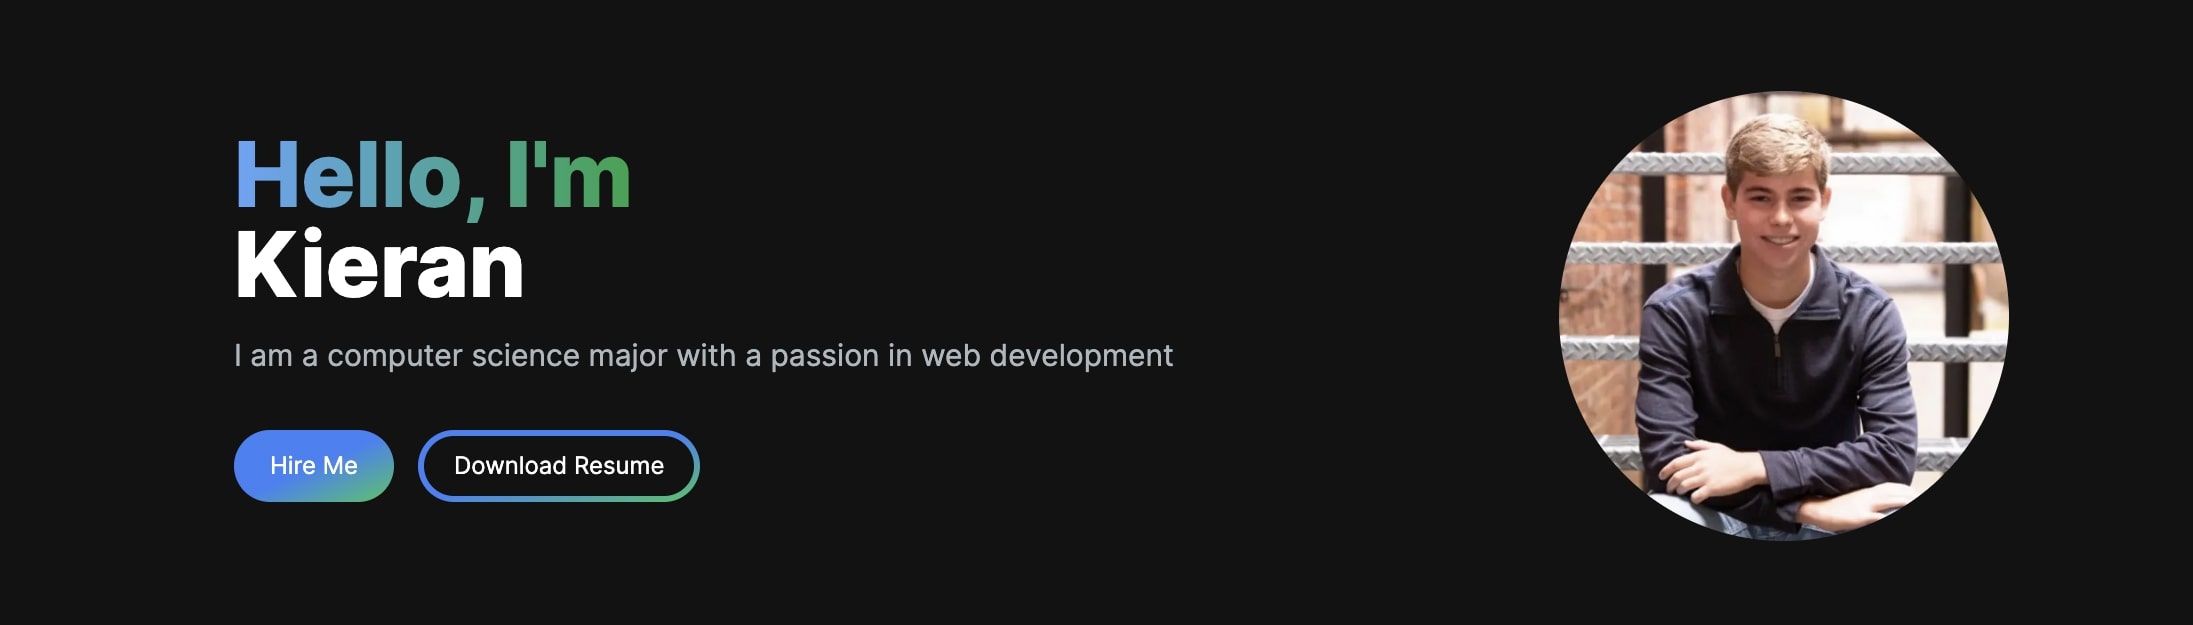 Hello, I'm
Kieran
I am a computer science major with a passion in web development
Hire Me
Download Resume